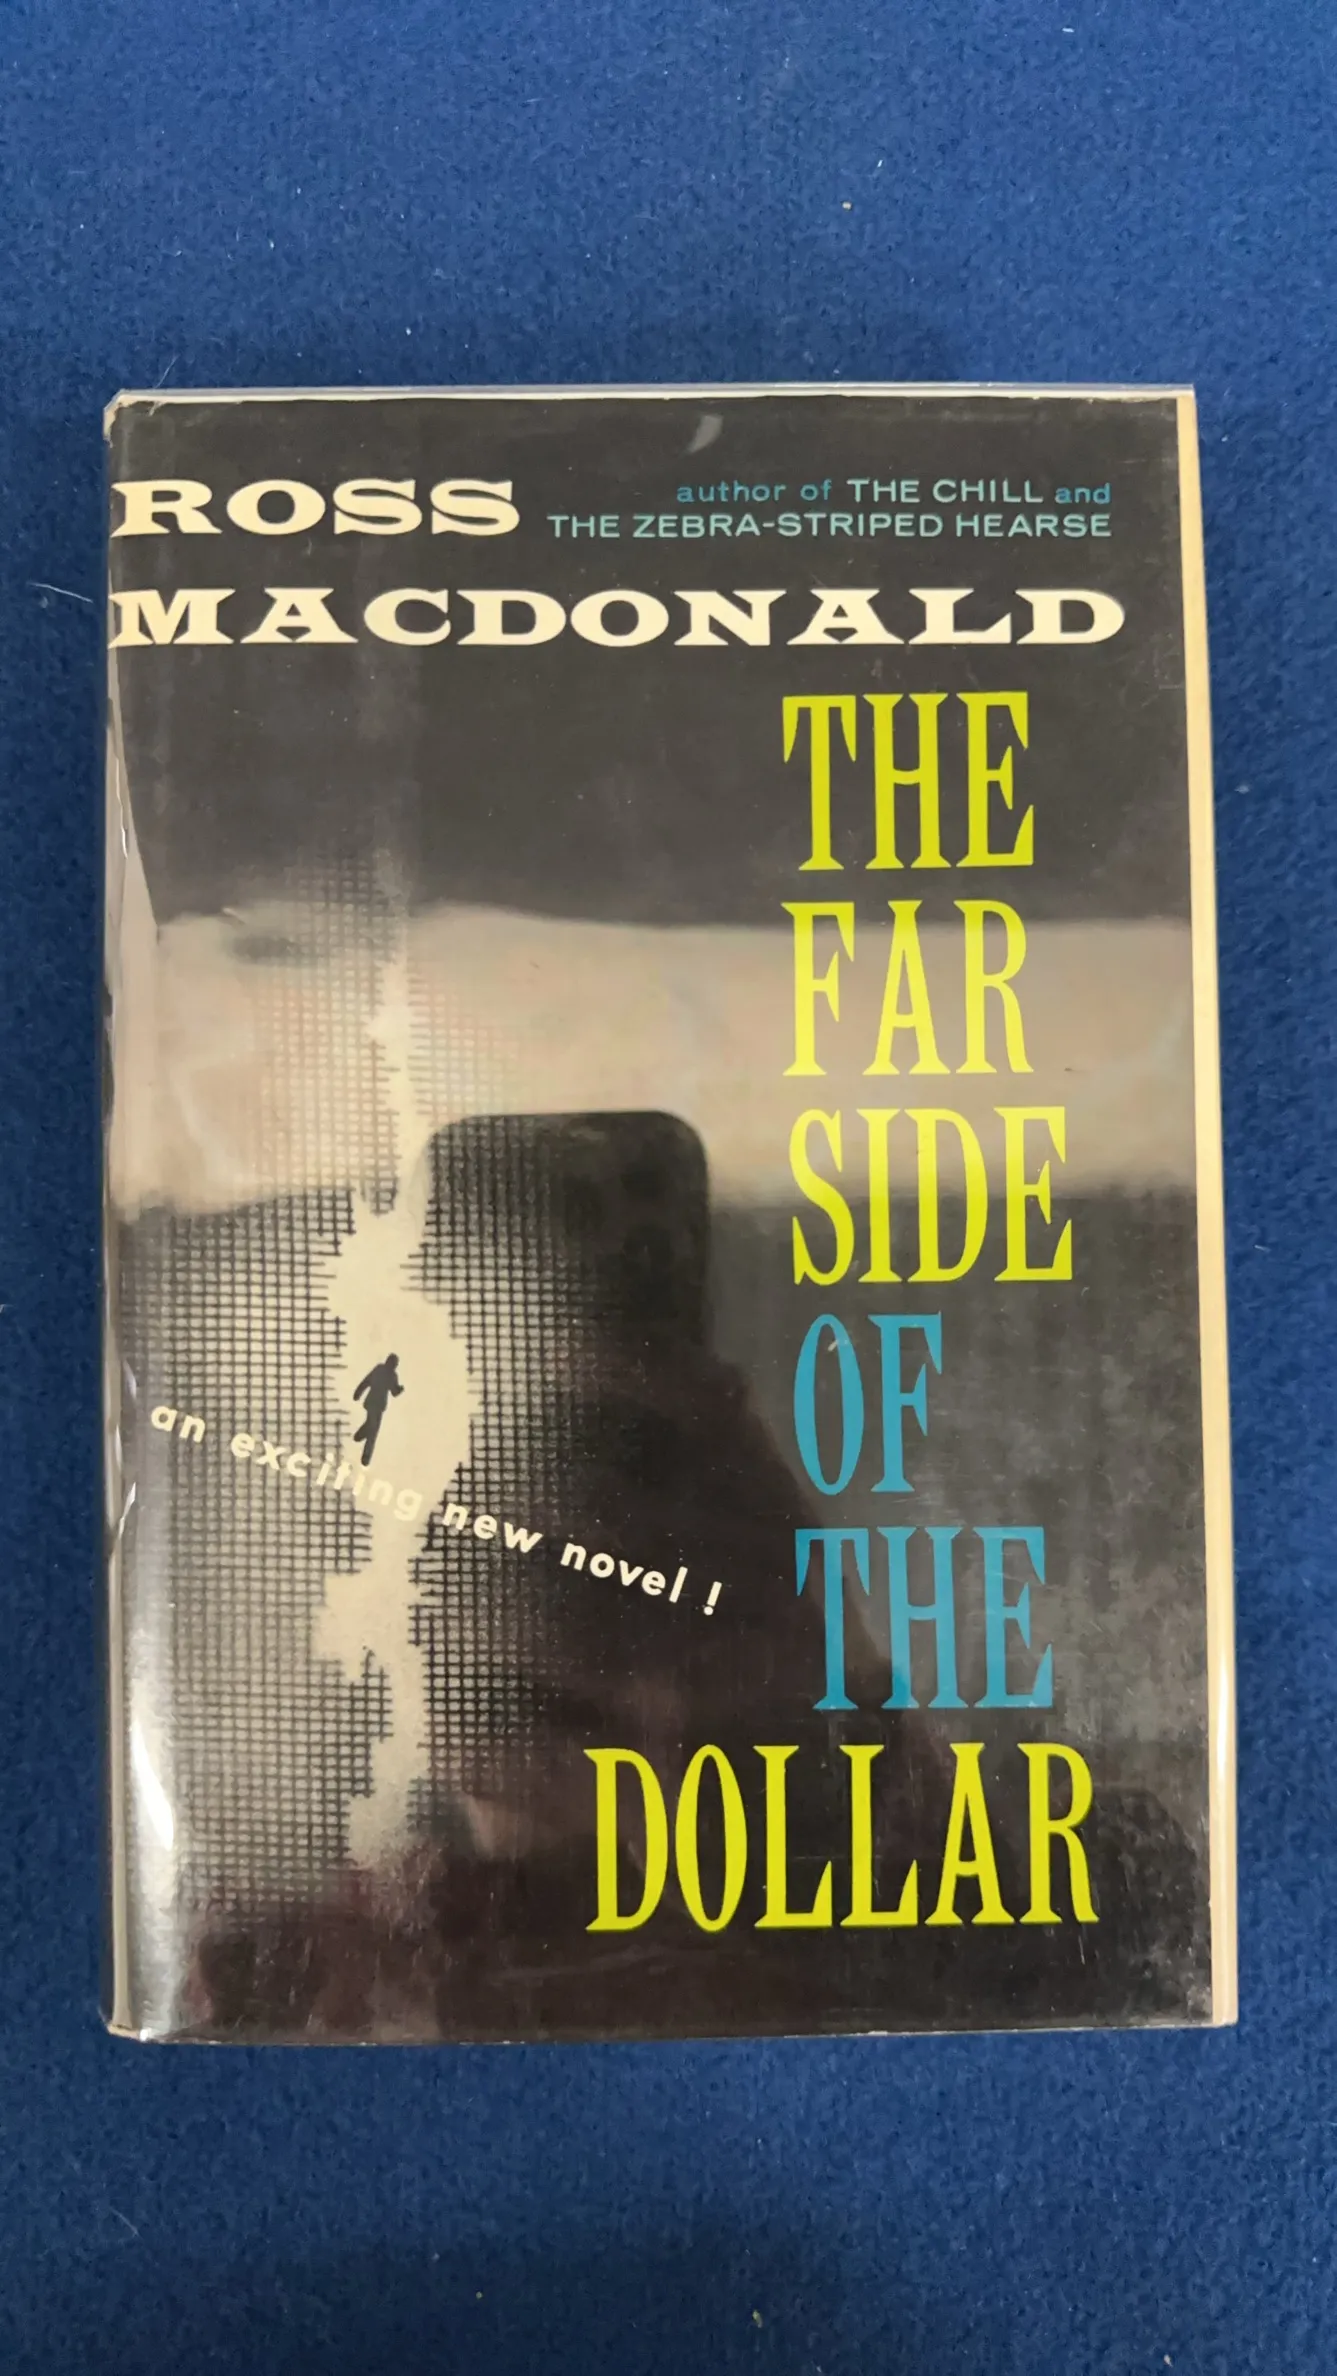 ROSS
author of THE CHILL and
THE ZEBRA-STRIPED HEARSE
MACDONALD
THE
FAR
SIDE
OF
THE
DOLLAR
an exciting new novel!